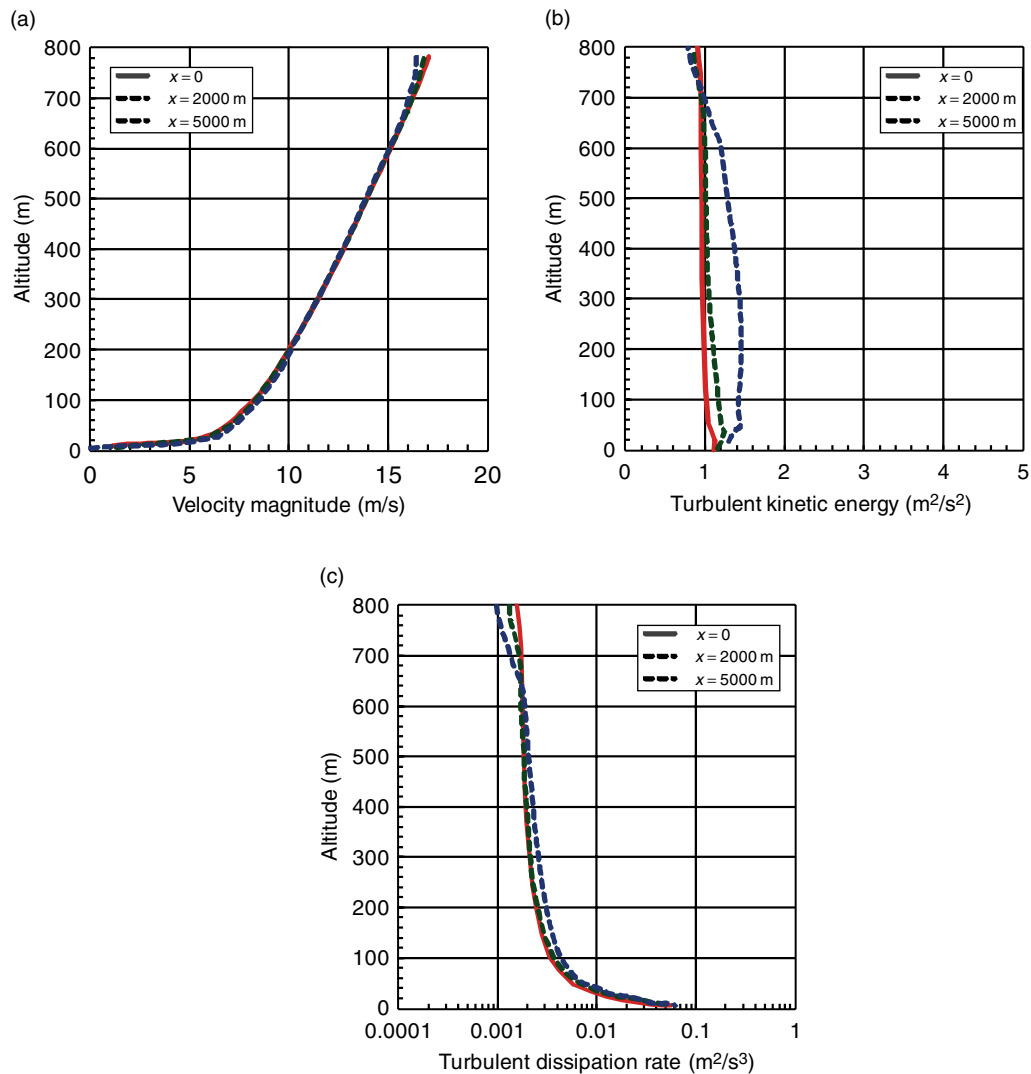 (a)
800
700
600
500
400
300
200
100
0
Altitude (m)
x = 0
x = 2000 m
x = 5000 m
0 5 10 15 20
Velocity magnitude (m/s)
(b)
800
700
600
500
400
300
200
100
0
Altitude (m)
x = 0
x = 2000 m
x = 5000 m
0 1 2 3 4 5
Turbulent kinetic energy (m²/s²)
(c)
800
700
600
500
400
300
200
100
0
Altitude (m)
x = 0
x = 2000 m
x = 5000 m
0.0001 0.001 0.01 0.1 1
Turbulent dissipation rate (m²/s³)